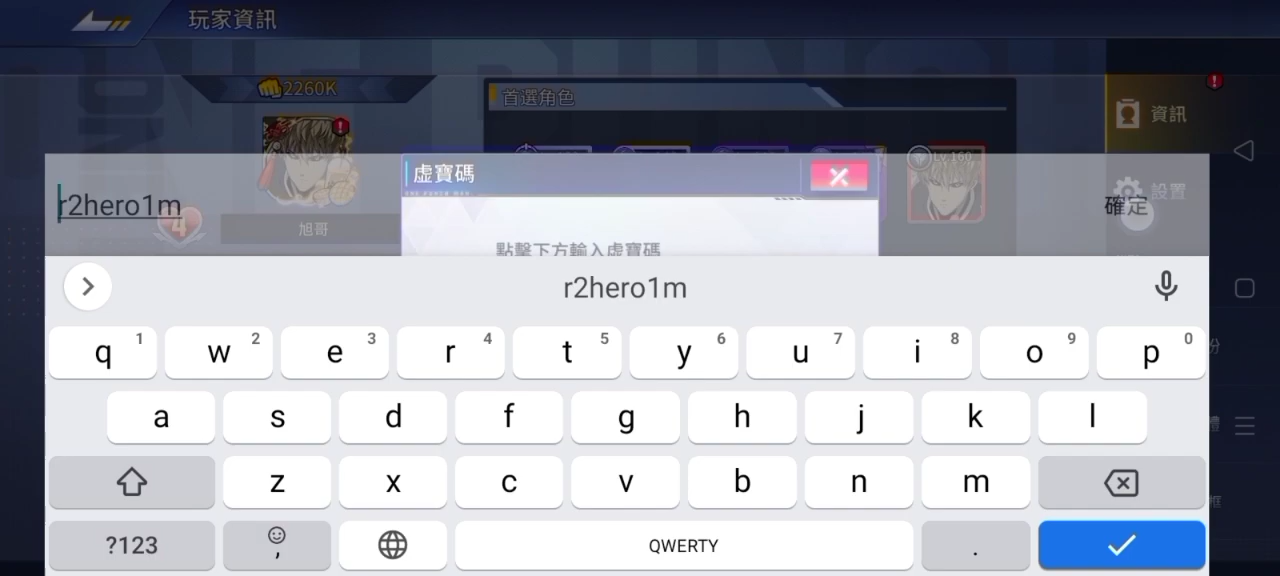 玩家資訊
2260K
首選角色
資訊
Lv.160
虛寶碼
設置
r2hero1m
確定
4
旭哥
點擊下方輸入虛寶碼
r2hero1m
q 1 w 2 e 3 r 4 t 5 y 6 u 7 i 8 o 9 p 0
a s d f g h j k l
z x c v b n m
?123 , QWERTY .